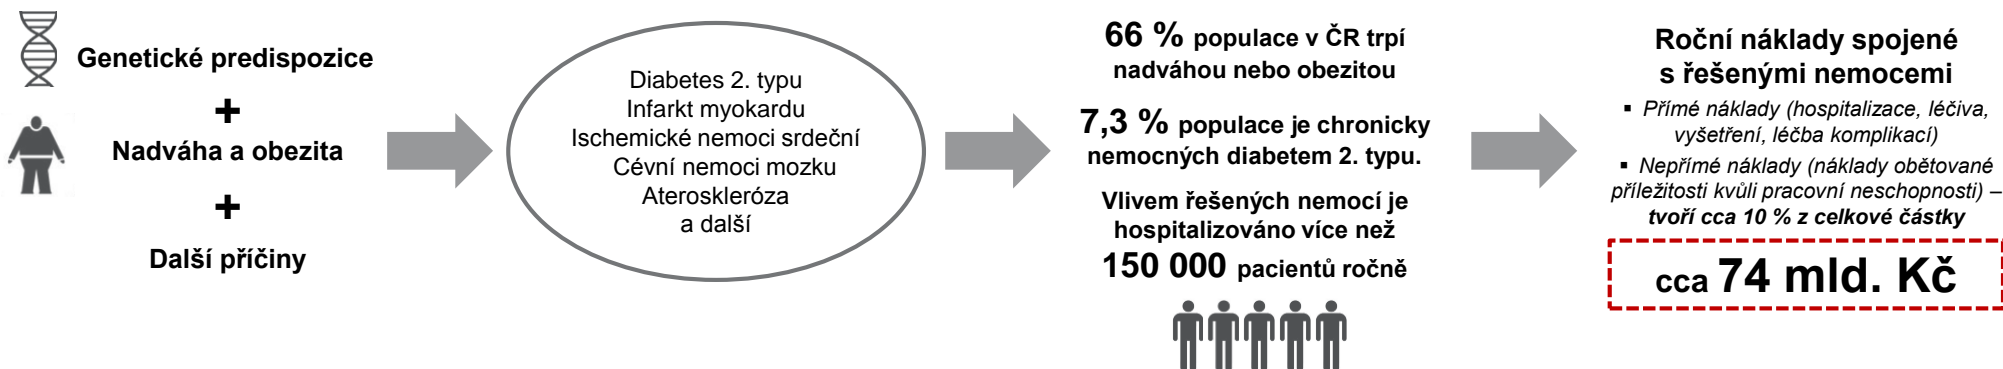 Genetické predispozice
+
Nadváha a obezita
+
Další příčiny
Diabetes 2. typu
Infarkt myokardu
Ischemické nemoci srdeční
Cévní nemoci mozku
Ateroskleróza
a další
66 % populace v ČR trpí
nadváhou nebo obezitou
7,3 % populace je chronicky
nemocných diabetem 2. typu.
Vlivem řešených nemocí je
hospitalizováno více než
150 000 pacientů ročně
Roční náklady spojené
s řešenými nemocemi
▪ Přímé náklady (hospitalizace, léčiva,
vyšetření, léčba komplikací)
▪ Nepřímé náklady (náklady obětované
příležitosti kvůli pracovní neschopnosti) –
tvoří cca 10 % z celkové částky
cca 74 mld. Kč